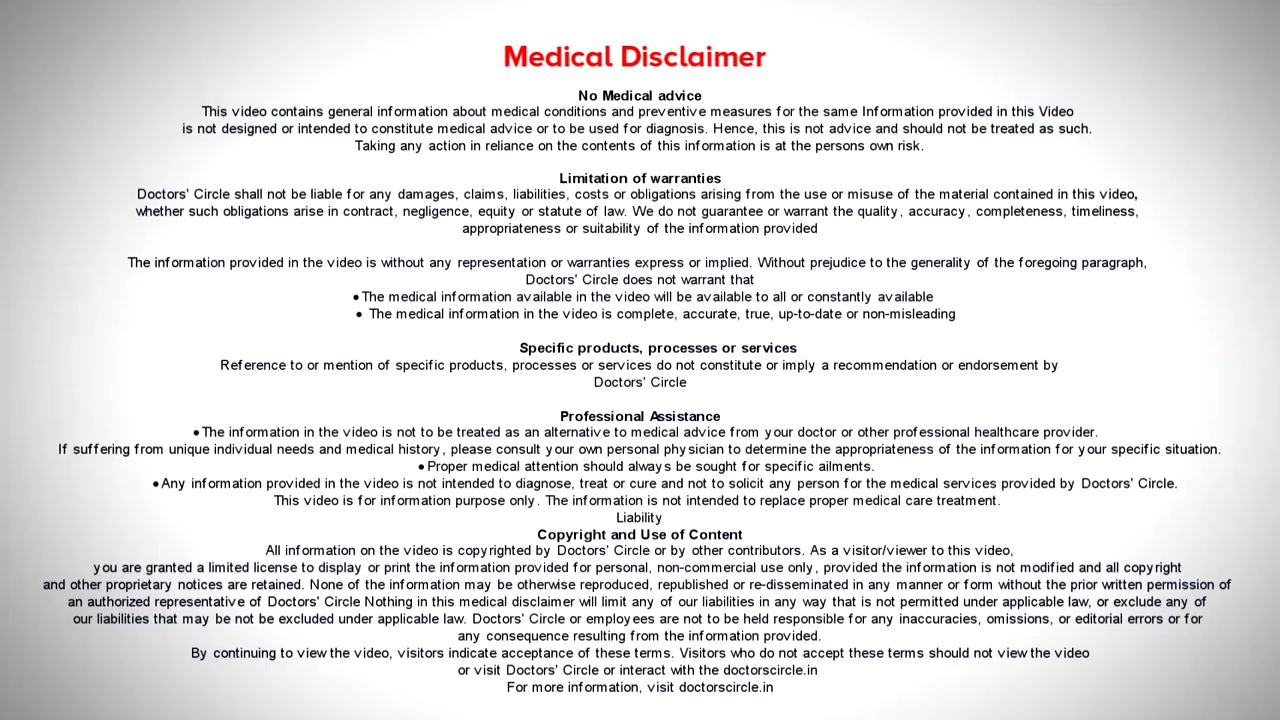 Medical Disclaimer
No Medical advice
This video contains general information about medical conditions and preventive measures for the same Information provided in this Video
is not designed or intended to constitute medical advice or to be used for diagnosis. Hence, this is not advice and should not be treated as such.
Taking any action in reliance on the contents of this information is at the persons own risk.
Limitation of warranties
Doctors' Circle shall not be liable for any damages, claims, liabilities, costs or obligations arising from the use or misuse of the material contained in this video,
whether such obligations arise in contract, negligence, equity or statute of law. We do not guarantee or warrant the quality, accuracy, completeness, timeliness,
appropriateness or suitability of the information provided
The information provided in the video is without any representation or warranties express or implied. Without prejudice to the generality of the foregoing paragraph,
Doctors' Circle does not warrant that
• The medical information available in the video will be available to all or constantly available
• The medical information in the video is complete, accurate, true, up-to-date or non-misleading
Specific products, processes or services
Reference to or mention of specific products, processes or services do not constitute or imply a recommendation or endorsement by
Doctors' Circle
Professional Assistance
• The information in the video is not to be treated as an alternative to medical advice from your doctor or other professional healthcare provider.
If suffering from unique individual needs and medical history, please consult your own personal physician to determine the appropriateness of the information for your specific situation.
• Proper medical attention should always be sought for specific ailments.
• Any information provided in the video is not intended to diagnose, treat or cure and not to solicit any person for the medical services provided by Doctors' Circle.
This video is for information purpose only. The information is not intended to replace proper medical care treatment.
Liability
Copyright and Use of Content
All information on the video is copyrighted by Doctors' Circle or by other contributors. As a visitor/viewer to this video,
you are granted a limited license to display or print the information provided for personal, non-commercial use only, provided the information is not modified and all copyright
and other proprietary notices are retained. None of the information may be otherwise reproduced, republished or re-disseminated in any manner or form without the prior written permission of
an authorized representative of Doctors' Circle Nothing in this medical disclaimer will limit any of our liabilities in any way that is not permitted under applicable law, or exclude any of
our liabilities that may be not be excluded under applicable law. Doctors' Circle or employees are not to be held responsible for any inaccuracies, omissions, or editorial errors or for
any consequence resulting from the information provided.
By continuing to view the video, visitors indicate acceptance of these terms. Visitors who do not accept these terms should not view the video
or visit Doctors' Circle or interact with the doctorscircle.in
For more information, visit doctorscircle.in